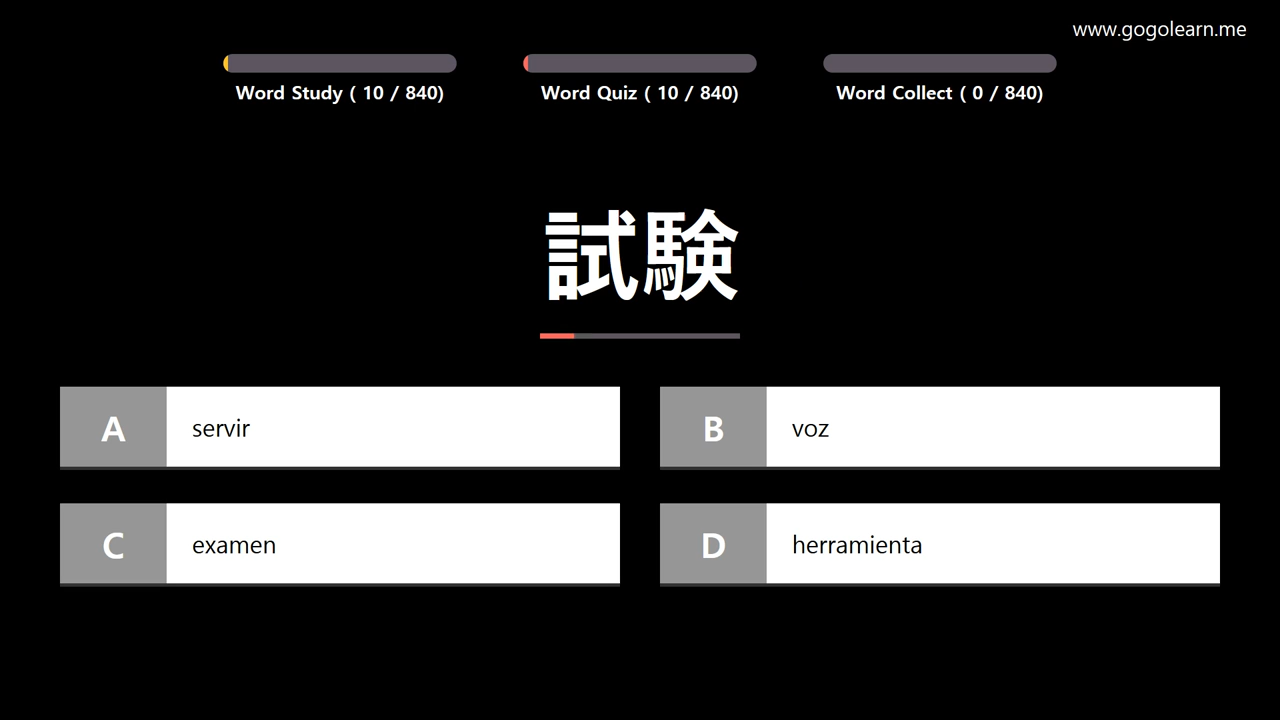 www.gogolearn.me
Word Study ( 10 / 840)
Word Quiz ( 10 / 840)
Word Collect ( 0 / 840)
試験
A servir
B voz
C examen
D herramienta